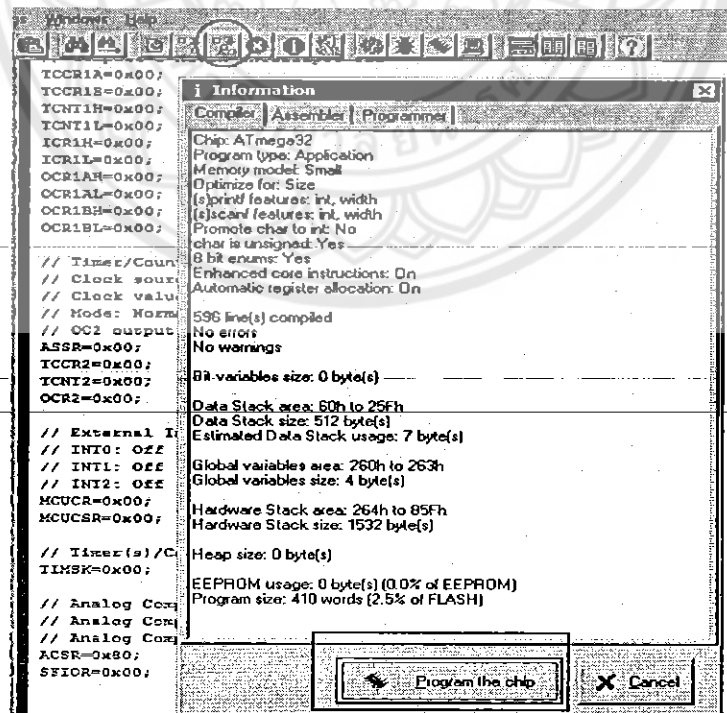 Windows Help
TCCR1A=0x00;
TCCR1B=0x00;
TCNT1H=0x00;
TCNT1L=0x00;
ICR1H=0x00;
ICR1L=0x00;
OCR1AH=0x00;
OCR1AL=0x00;
OCR1BH=0x00;
OCR1BL=0x00;
// Timer/Coun
// Clock sour
// Clock valu
// Mode: Norm
// OC2 output
ASSR=0x00;
TCCR2=0x00;
TCNT2=0x00;
OCR2=0x00;
// External I
// INT0: Off
// INT1: Off
// INT2: Off
MCUCR=0x00;
MCUCSR=0x00;
// Timer(s)/C
TIMSK=0x00;
// Analog Com
// Analog Com
// Analog Com
ACSR=0x80;
SFIOR=0x00;
i Information
Compiler Assembler Programmer
Chip: ATmega32
Program type: Application
Memory model: Small
Optimize for: Size
(s)printf features: int, width
(s)scanf features: int, width
Promote char to int: No
char is unsigned: Yes
8 bit enums: Yes
Enhanced core instructions: On
Automatic register allocation: On
596 line(s) compiled
No errors
No warnings
Bit variables size: 0 byte(s)
Data Stack area: 60h to 25Fh
Data Stack size: 512 byte(s)
Estimated Data Stack usage: 7 byte(s)
Global variables area: 260h to 263h
Global variables size: 4 byte(s)
Hardware Stack area: 264h to 85Fh
Hardware Stack size: 1532 byte(s)
Heap size: 0 byte(s)
EEPROM usage: 0 byte(s) (0.0% of EEPROM)
Program size: 410 words (2.5% of FLASH)
Program the chip
Cancel